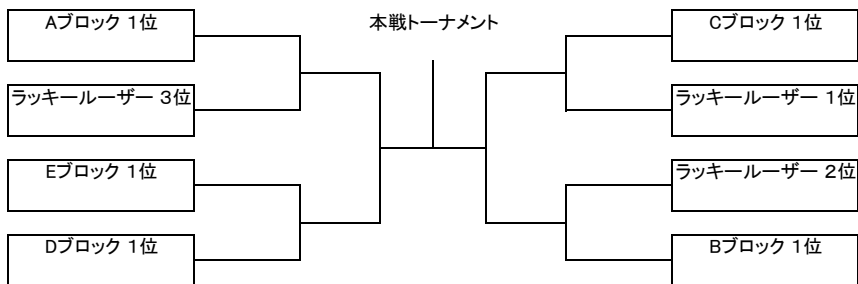 Aブロック 1位
本戦トーナメント
Cブロック 1位
ラッキールーザー 3位
ラッキールーザー 1位
Eブロック 1位
ラッキールーザー 2位
Dブロック 1位
Bブロック 1位